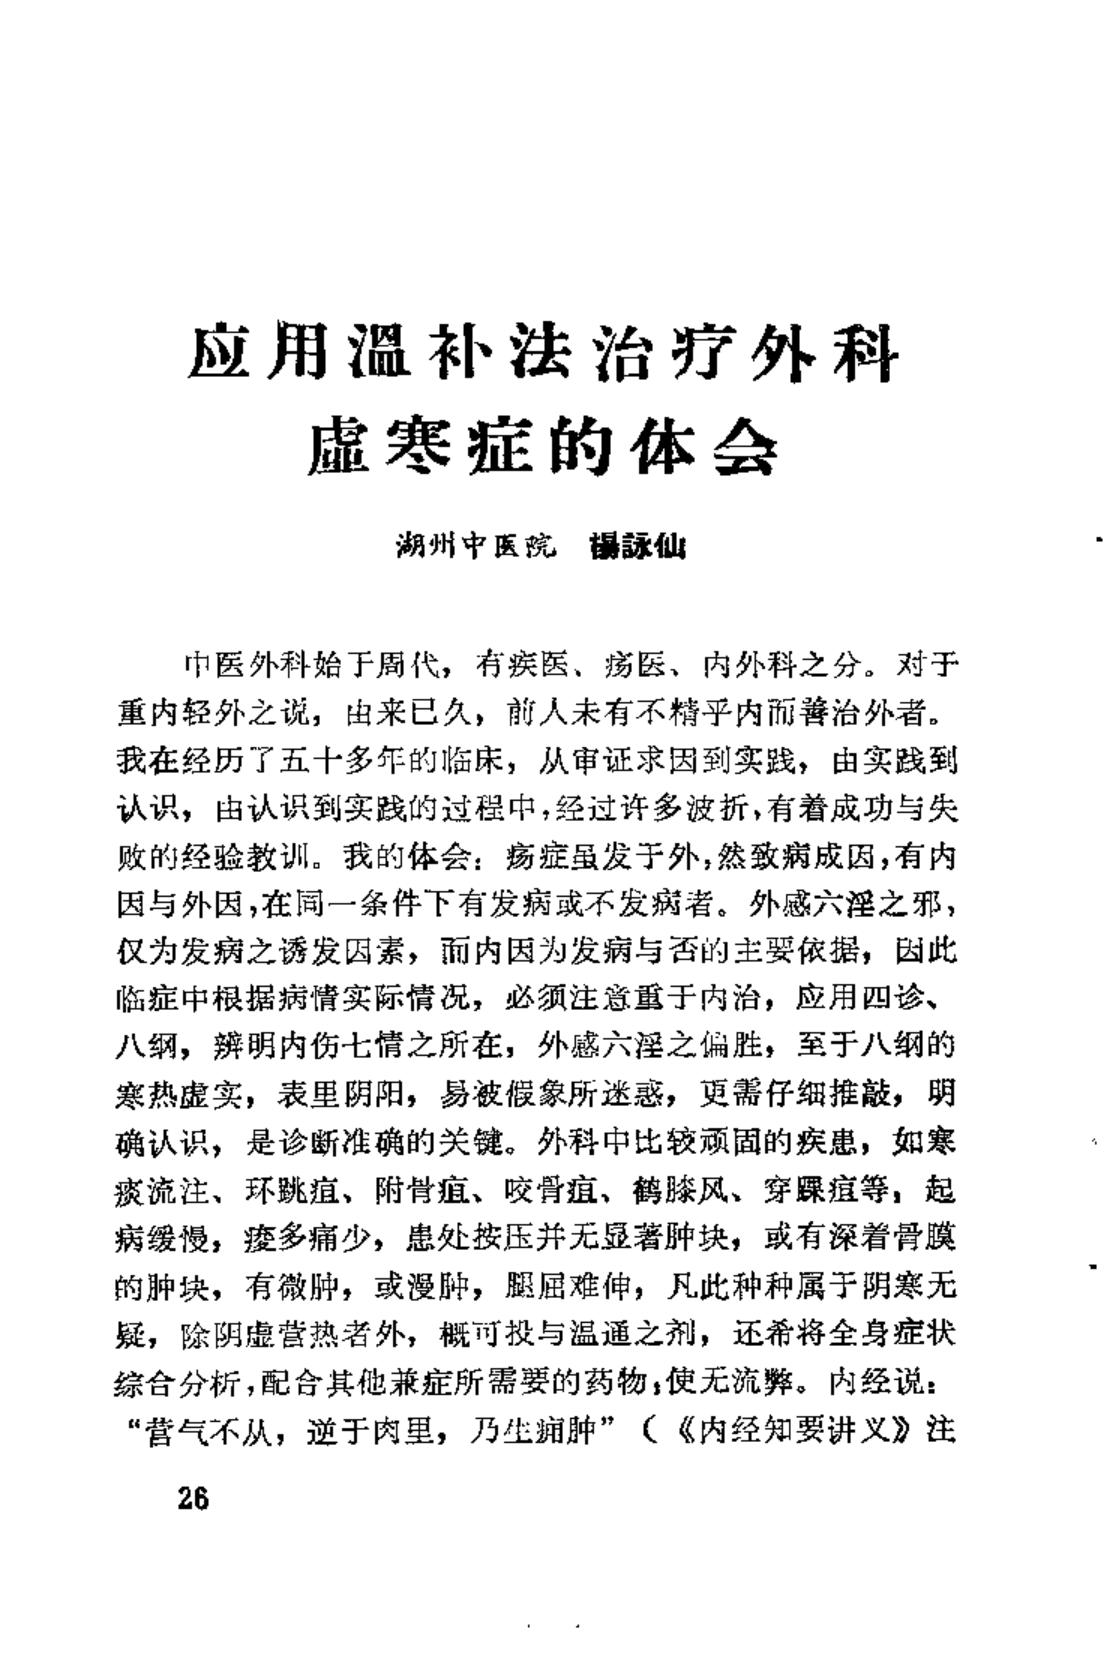 应用溫补法治疗外科
虛寒症的体会
湖州中医院 楊詠仙
中医外科始于周代，有疾医、疡医、内外科之分。对于
重内轻外之说，由来已久，前人未有不精乎内而善治外者。
我在经历了五十多年的临床，从审证求因到实践，由实践到
认识，由认识到实践的过程中，经过许多波折，有着成功与失
败的经验教训。我的体会：疡症虽发于外，然致病成因，有内
因与外因，在同一条件下有发病或不发病者。外感六淫之邪，
仅为发病之诱发因素，而内因为发病与否的主要依据，因此
临症中根据病情实际情况，必须注意重于内治，应用四诊、
八纲，辨明内伤七情之所在，外感六淫之偏胜，至于八纲的
寒热虚实，表里阴阳，易被假象所迷惑，更需仔细推敲，明
确认识，是诊断准确的关键。外科中比较顽固的疾患，如寒
痰流注、环跳疽、附骨疽、咬骨疽、鹤膝风、穿踝疽等，起
病缓慢，痠多痛少，患处按压并无显著肿块，或有深着骨膜
的肿块，有微肿，或漫肿，腿屈难伸，凡此种种属于阴寒无
疑，除阴虚营热者外，概可投与温通之剂，还希将全身症状
综合分析，配合其他兼症所需要的药物，使无流弊。内经说：
“营气不从，逆于肉里，乃生痈肿”（《内经知要讲义》注
26